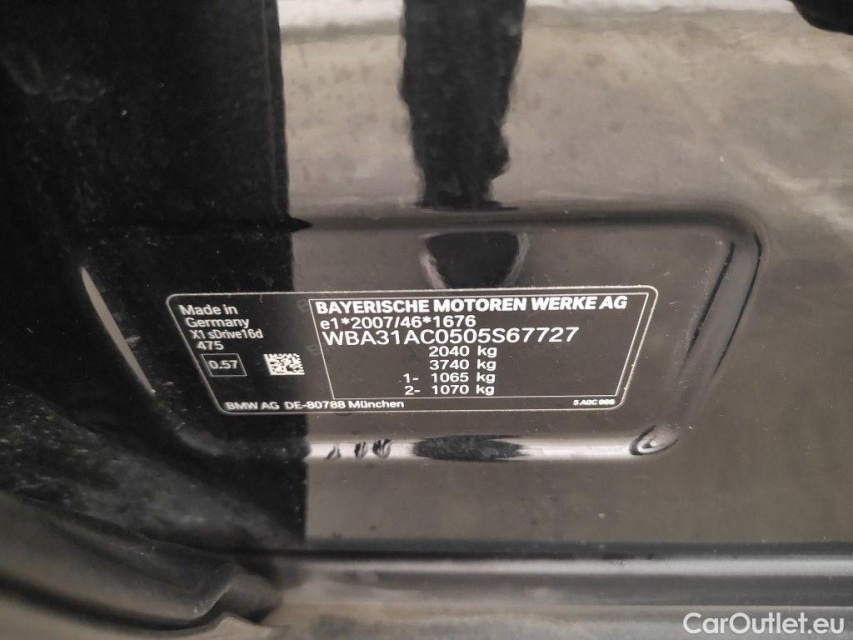 Made in
Germany
X1 sDrive16d
475
0.57
BAYERISCHE MOTOREN WERKE AG
e1*2007/46*1676
WBA31AC0505S67727
2040 kg
3740 kg
1- 1065 kg
2- 1070 kg
BMW AG DE-80788 München
CarOutlet.eu